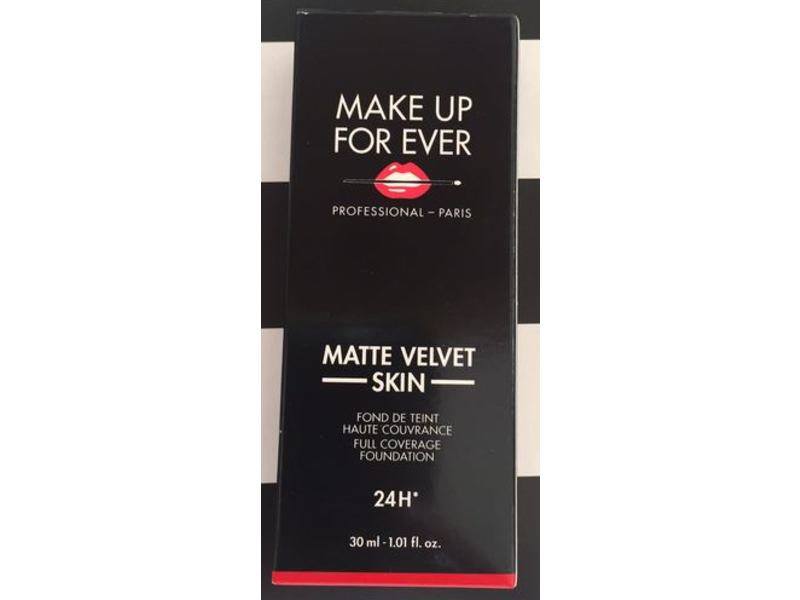 MAKE UP
FOR EVER
PROFESSIONAL – PARIS
MATTE VELVET
SKIN
FOND DE TEINT
HAUTE COUVRANCE
FULL COVERAGE
FOUNDATION
24H*
30 ml - 1.01 fl. oz.